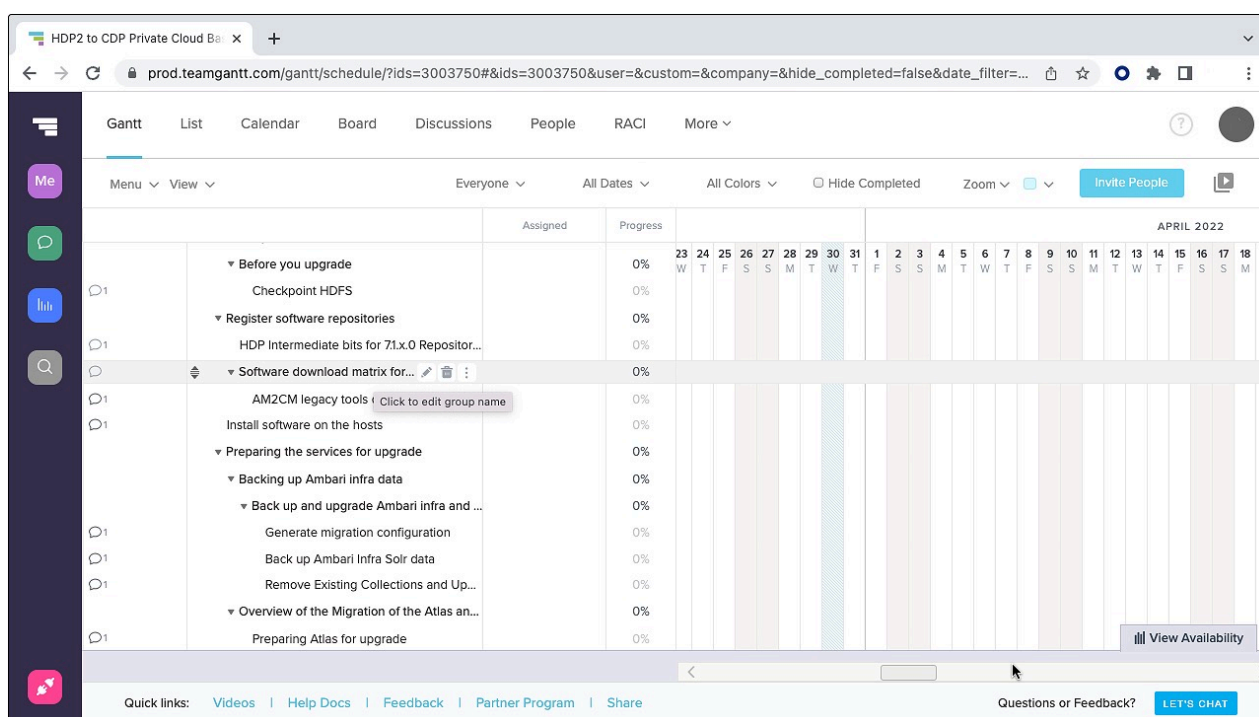 HDP2 to CDP Private Cloud Ba
prod.teamgantt.com/gantt/schedule/?ids=3003750#&ids=3003750&user=&custom=&company=&hide_completed=false&date_filter=...
Gantt List Calendar Board Discussions People RACI More ?
Me
Menu View Everyone All Dates All Colors Hide Completed Zoom Invite People
Assigned Progress APRIL 2022
23 24 25 26 27 28 29 30 31 1 2 3 4 5 6 7 8 9 10 11 12 13 14 15 16 17 18
W T F S S M T W T F S S M T W T F S S M T W T F S S M
Before you upgrade 0%
1 Checkpoint HDFS 0%
Register software repositories 0%
1 HDP Intermediate bits for 7.1.x.0 Repositor... 0%
Software download matrix for... 0%
1 AM2CM legacy tools 0%
Click to edit group name
1 Install software on the hosts 0%
Preparing the services for upgrade 0%
Backing up Ambari infra data 0%
Back up and upgrade Ambari infra and ... 0%
1 Generate migration configuration 0%
1 Back up Ambari Infra Solr data 0%
1 Remove Existing Collections and Up... 0%
Overview of the Migration of the Atlas an... 0%
1 Preparing Atlas for upgrade 0%
View Availability
Quick links: Videos | Help Docs | Feedback | Partner Program | Share Questions or Feedback? LET'S CHAT